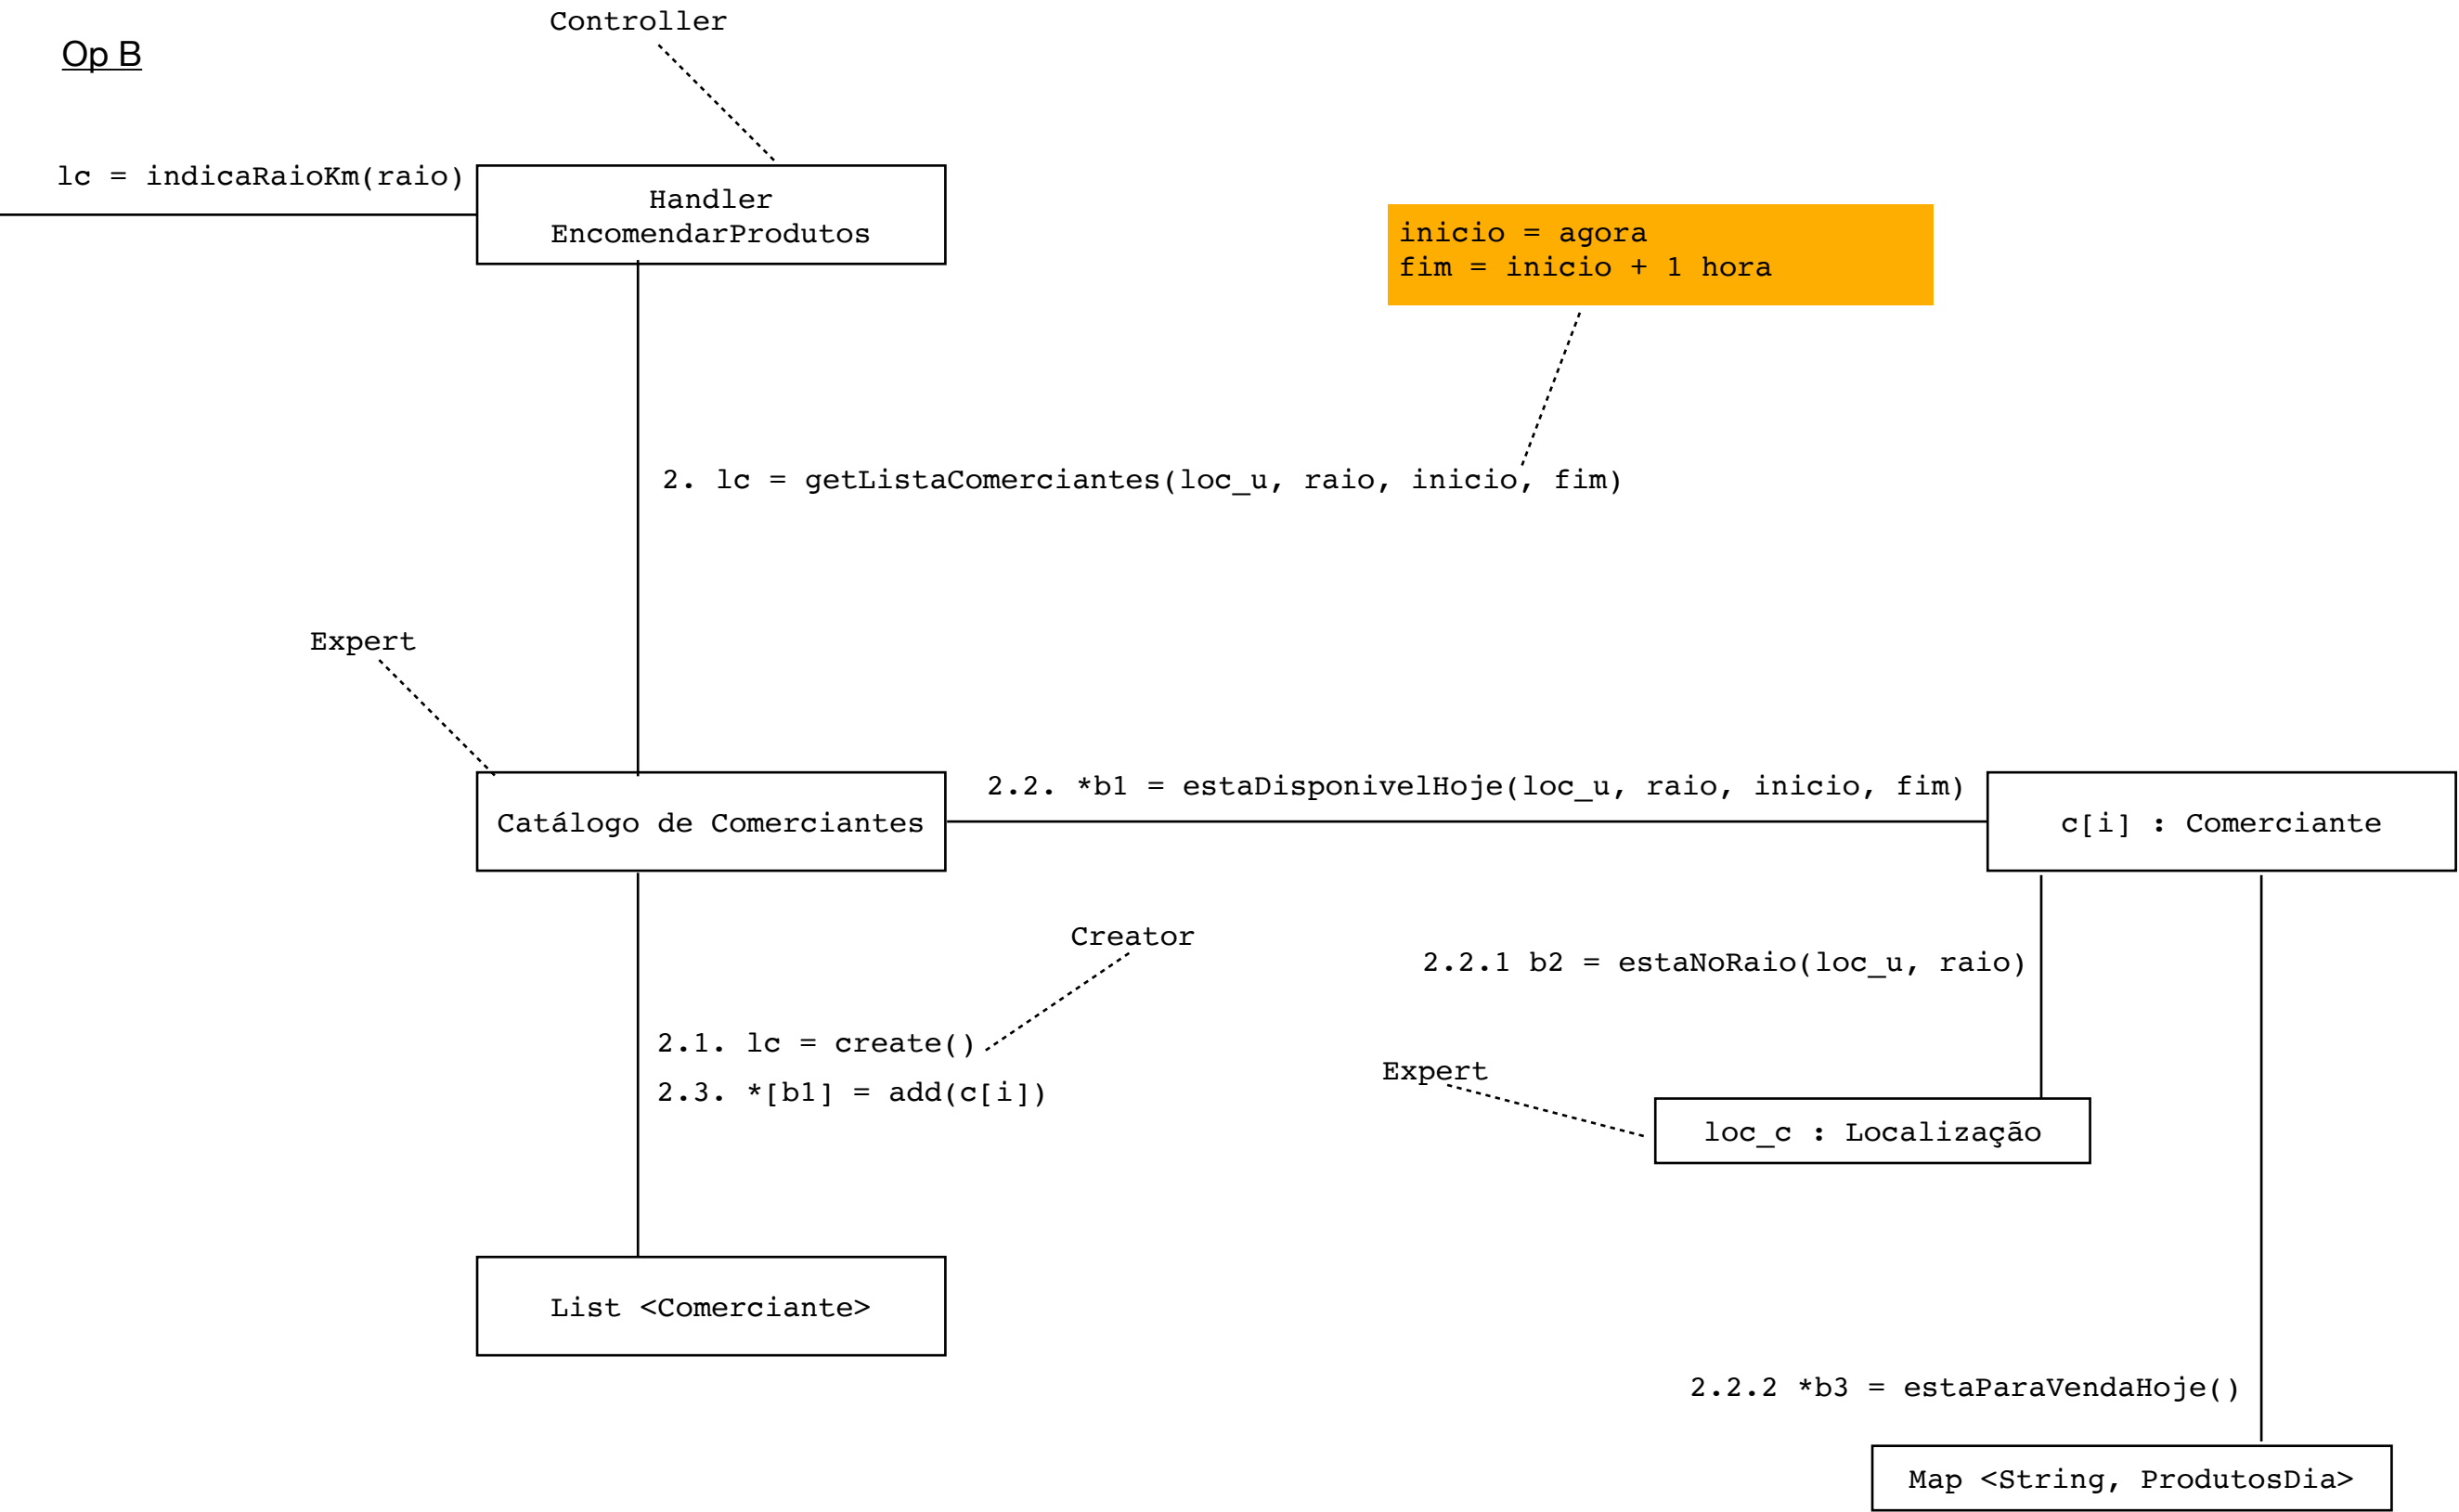 Controller
Op B
lc = indicaRaioKm(raio)
Handler
EncomendarProdutos
inicio = agora
fim = inicio + 1 hora
2. lc = getListaComerciantes(loc_u, raio, inicio, fim)
Expert
2.2. *b1 = estaDisponivelHoje(loc_u, raio, inicio, fim)
Catálogo de Comerciantes
c[i] : Comerciante
Creator
2.2.1 b2 = estaNoRaio(loc_u, raio)
2.1. lc = create()
Expert
2.3. *[b1] = add(c[i])
loc_c : Localização
List <Comerciante>
2.2.2 *b3 = estaParaVendaHoje()
Map <String, ProdutosDia>